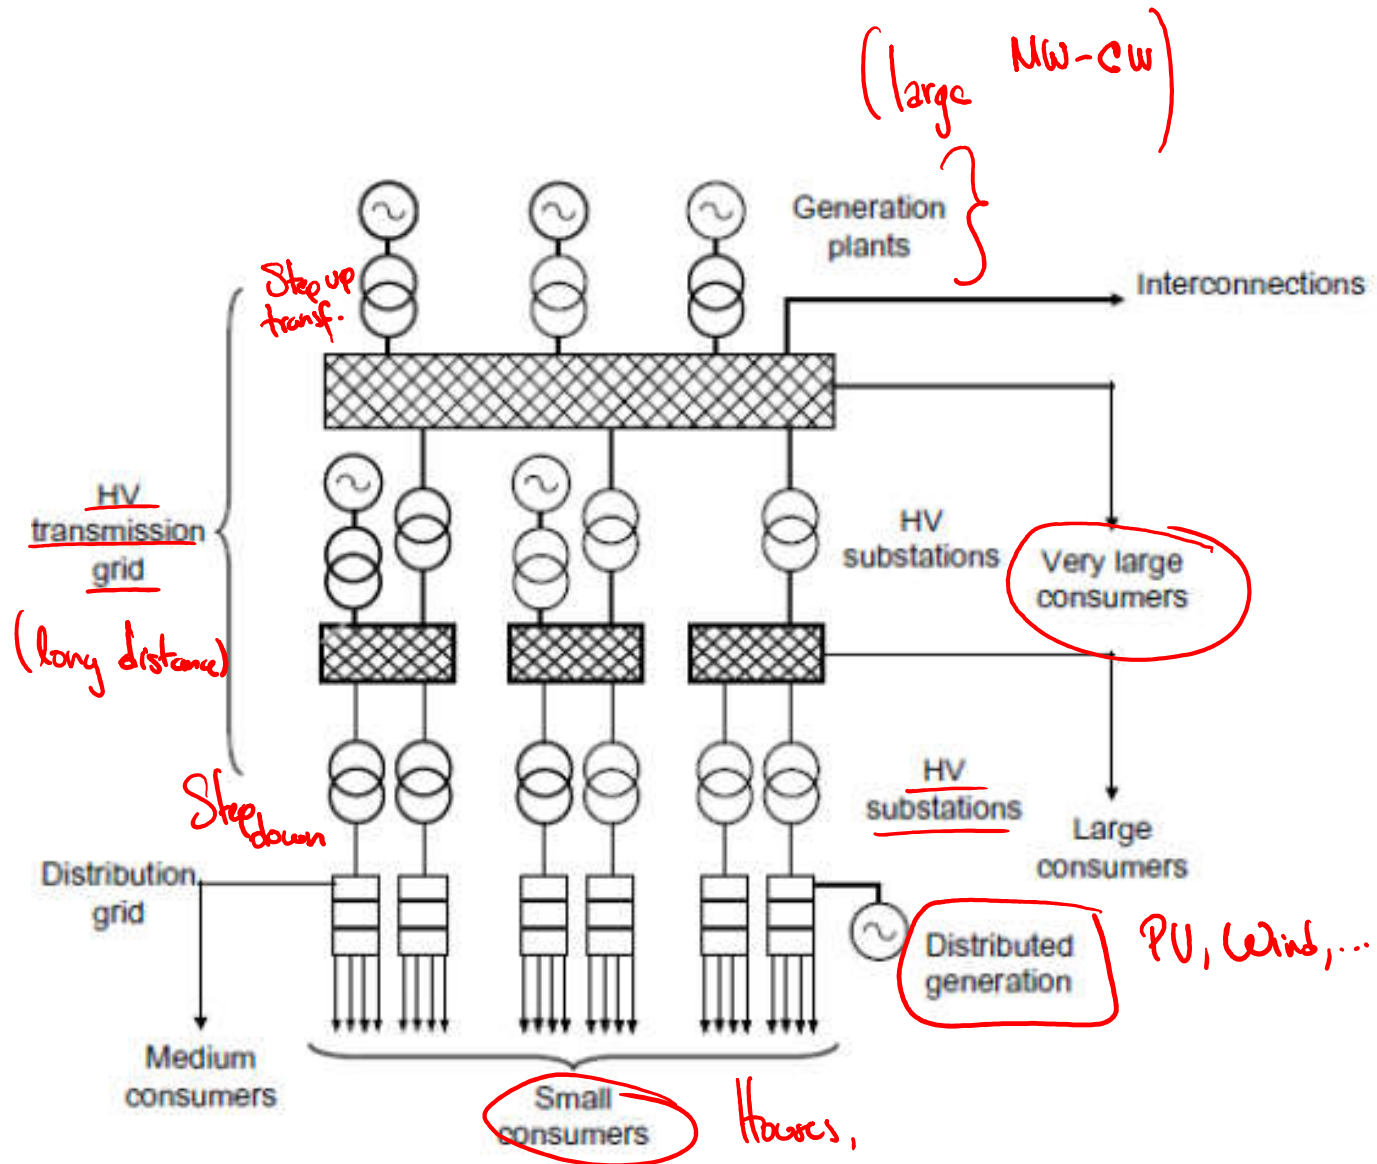 (large MW-GW)
Generation
plants
Interconnections
Step up
transf.
HV
transmission
grid
(long distance)
HV
substations
Very large
consumers
Step
down
HV
substations
Large
consumers
Distribution
grid
Distributed
generation
PV, Wind,...
Medium
consumers
Small
consumers
Houses,